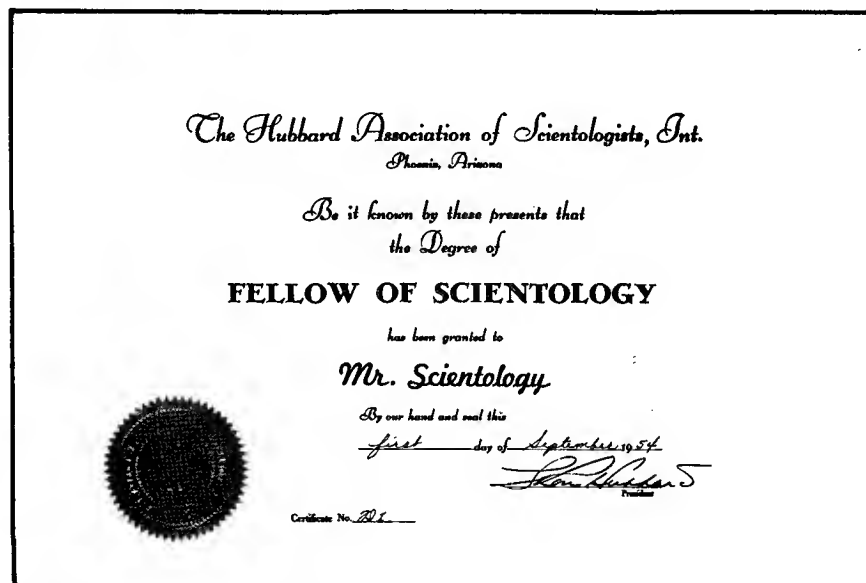 The Hubbard Association of Scientologists, Int.
Phoenix, Arizona
Be it known by these presents that
the Degree of
FELLOW OF SCIENTOLOGY
has been granted to
Mr. Scientology
By our hand and seal this
first day of September 1954
L Ron Hubbard
President
Certificate No.